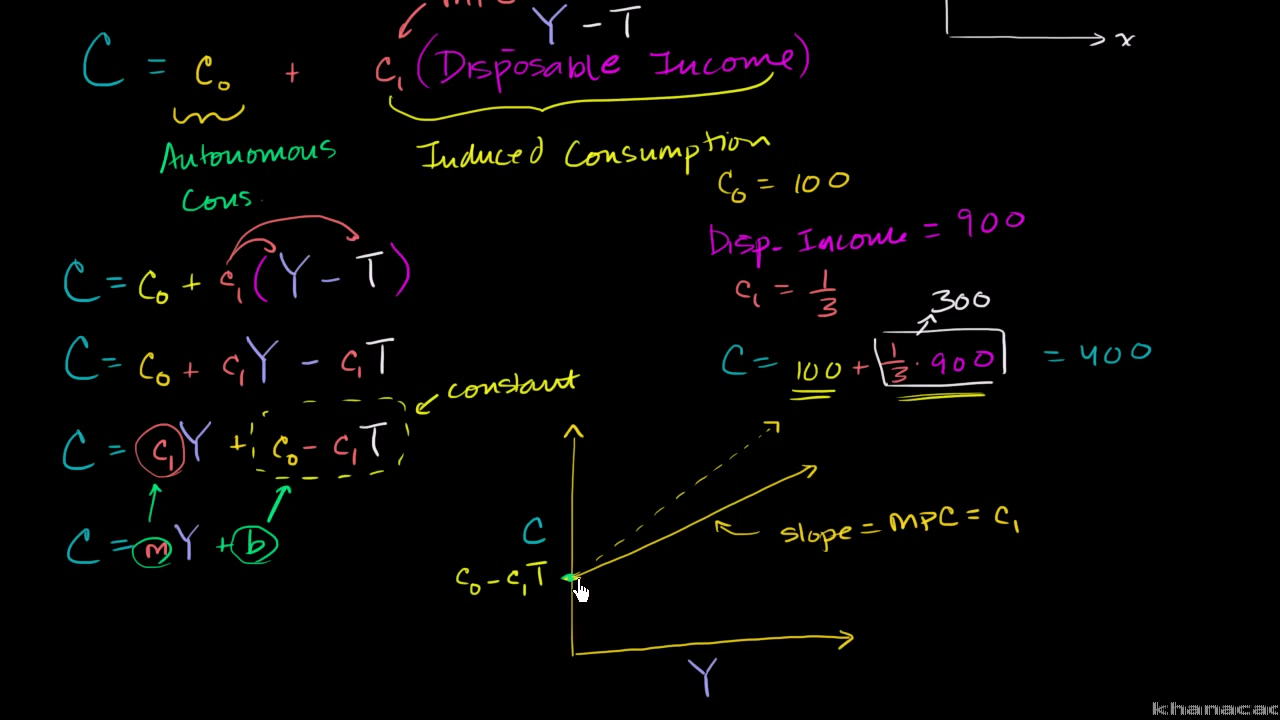 MPC
Y - T
C = C₀ + C₁ (Disposable Income)
x
Autonomous Cons.
Induced Consumption
C₀ = 100
Disp. Income = 900
C₁ = 1/3
300
C = 100 + 1/3 · 900 = 400
C = C₀ + C₁ (Y - T)
C = C₀ + C₁Y - C₁T
constant
C = C₁Y + C₀ - C₁T
C = mY + b
C
C₀ - C₁T
slope = MPC = C₁
Y
khanacad